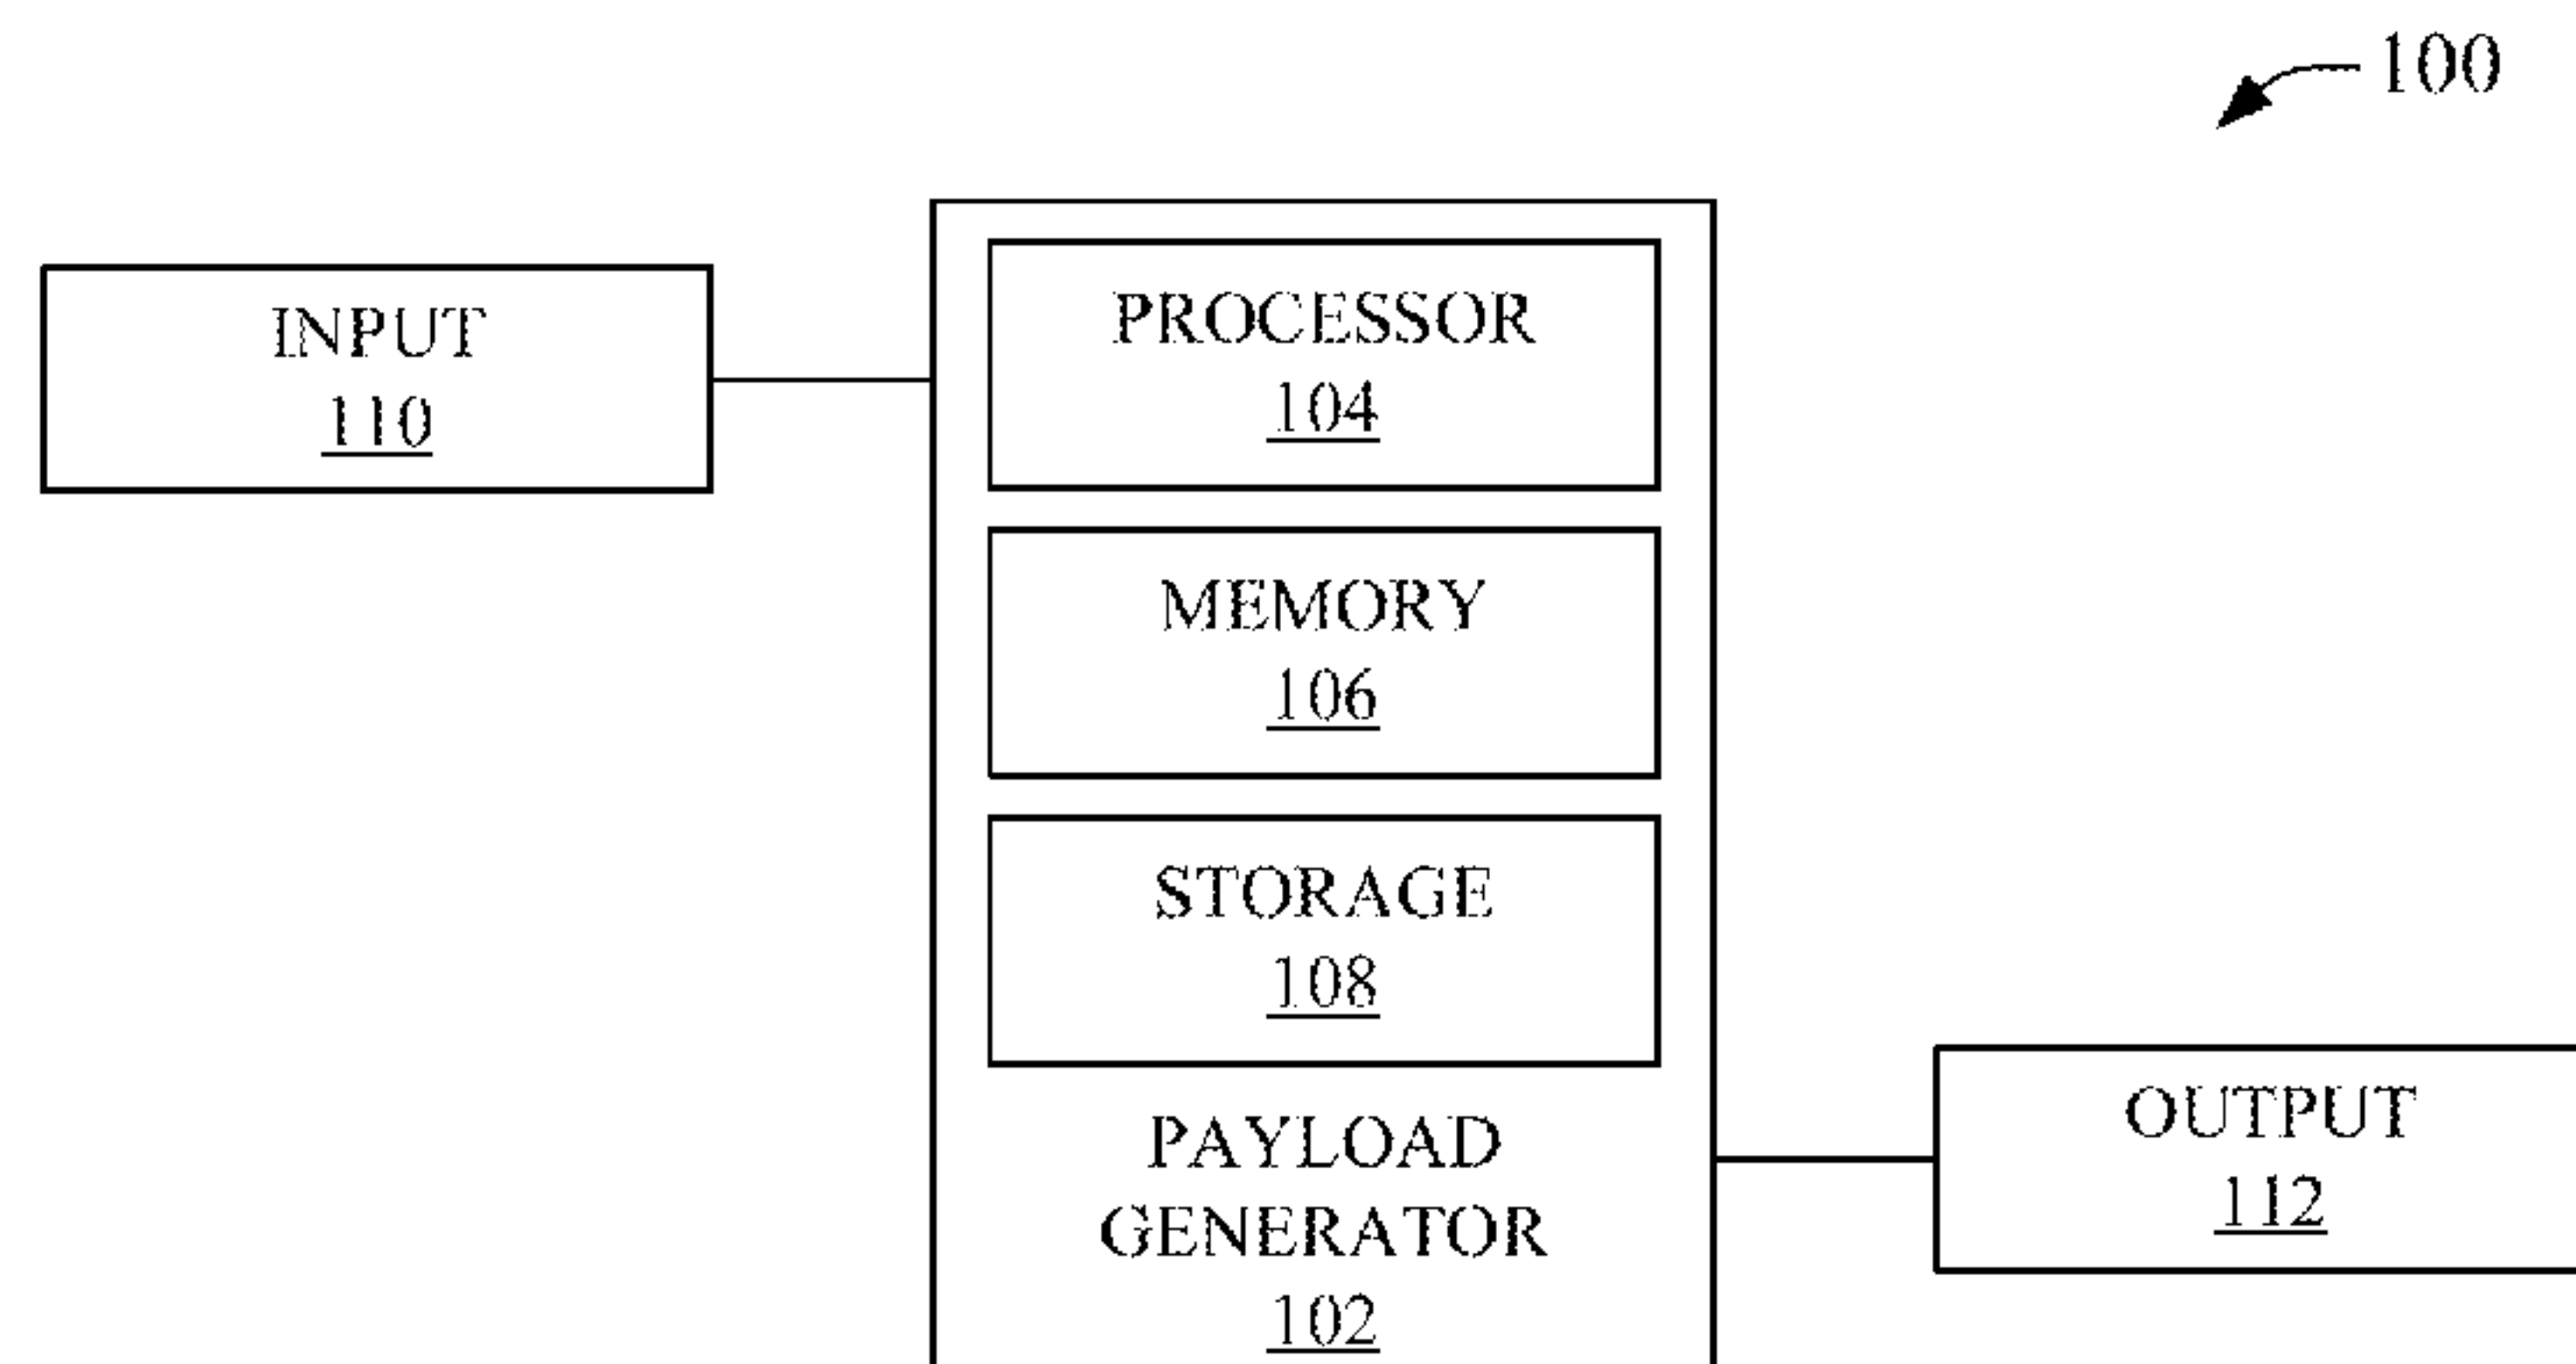 100
INPUT
110
PROCESSOR
104
MEMORY
106
STORAGE
108
PAYLOAD
GENERATOR
102
OUTPUT
112